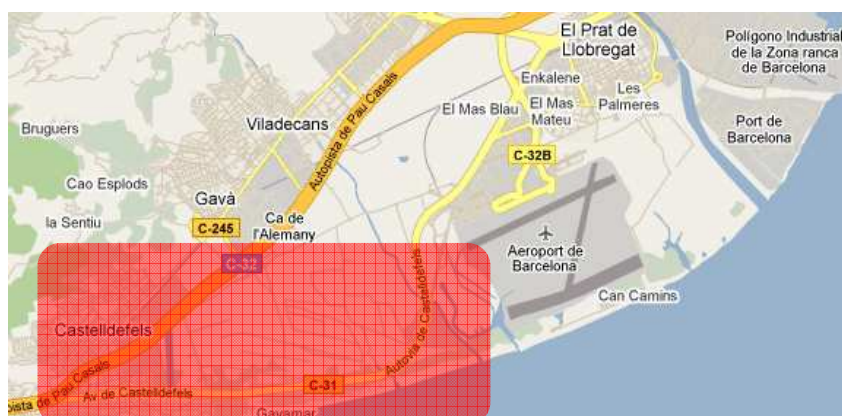 El Prat de
Llobregat
Polígono Industrial
de la Zona ranca
de Barcelona
Enkalene
Les
Palmeres
El Mas Blau
El Mas
Mateu
Port de
Barcelona
Viladecans
Autopista de Pau Casals
Bruguers
C-32B
Cao Esplods
Gavà
la Sentiu
C-245
Ca de
l'Alemany
Aeroport de
Barcelona
C-32
Autovia de Castelldefels
Can Camins
Castelldefels
opista de Pau Casals
Av de Castelldefels
C-31
Gavamar